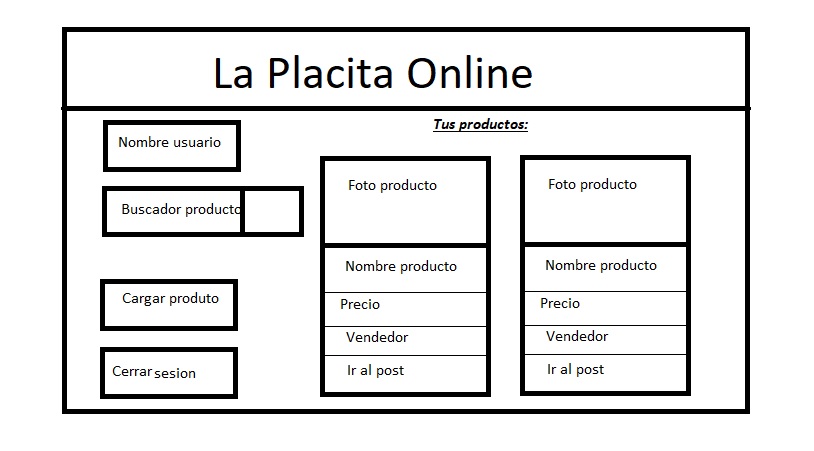 La Placita Online
Nombre usuario
Buscador producto
Cargar produto
Cerrar sesion
Tus productos:
Foto producto
Nombre producto
Precio
Vendedor
Ir al post
Foto producto
Nombre producto
Precio
Vendedor
Ir al post